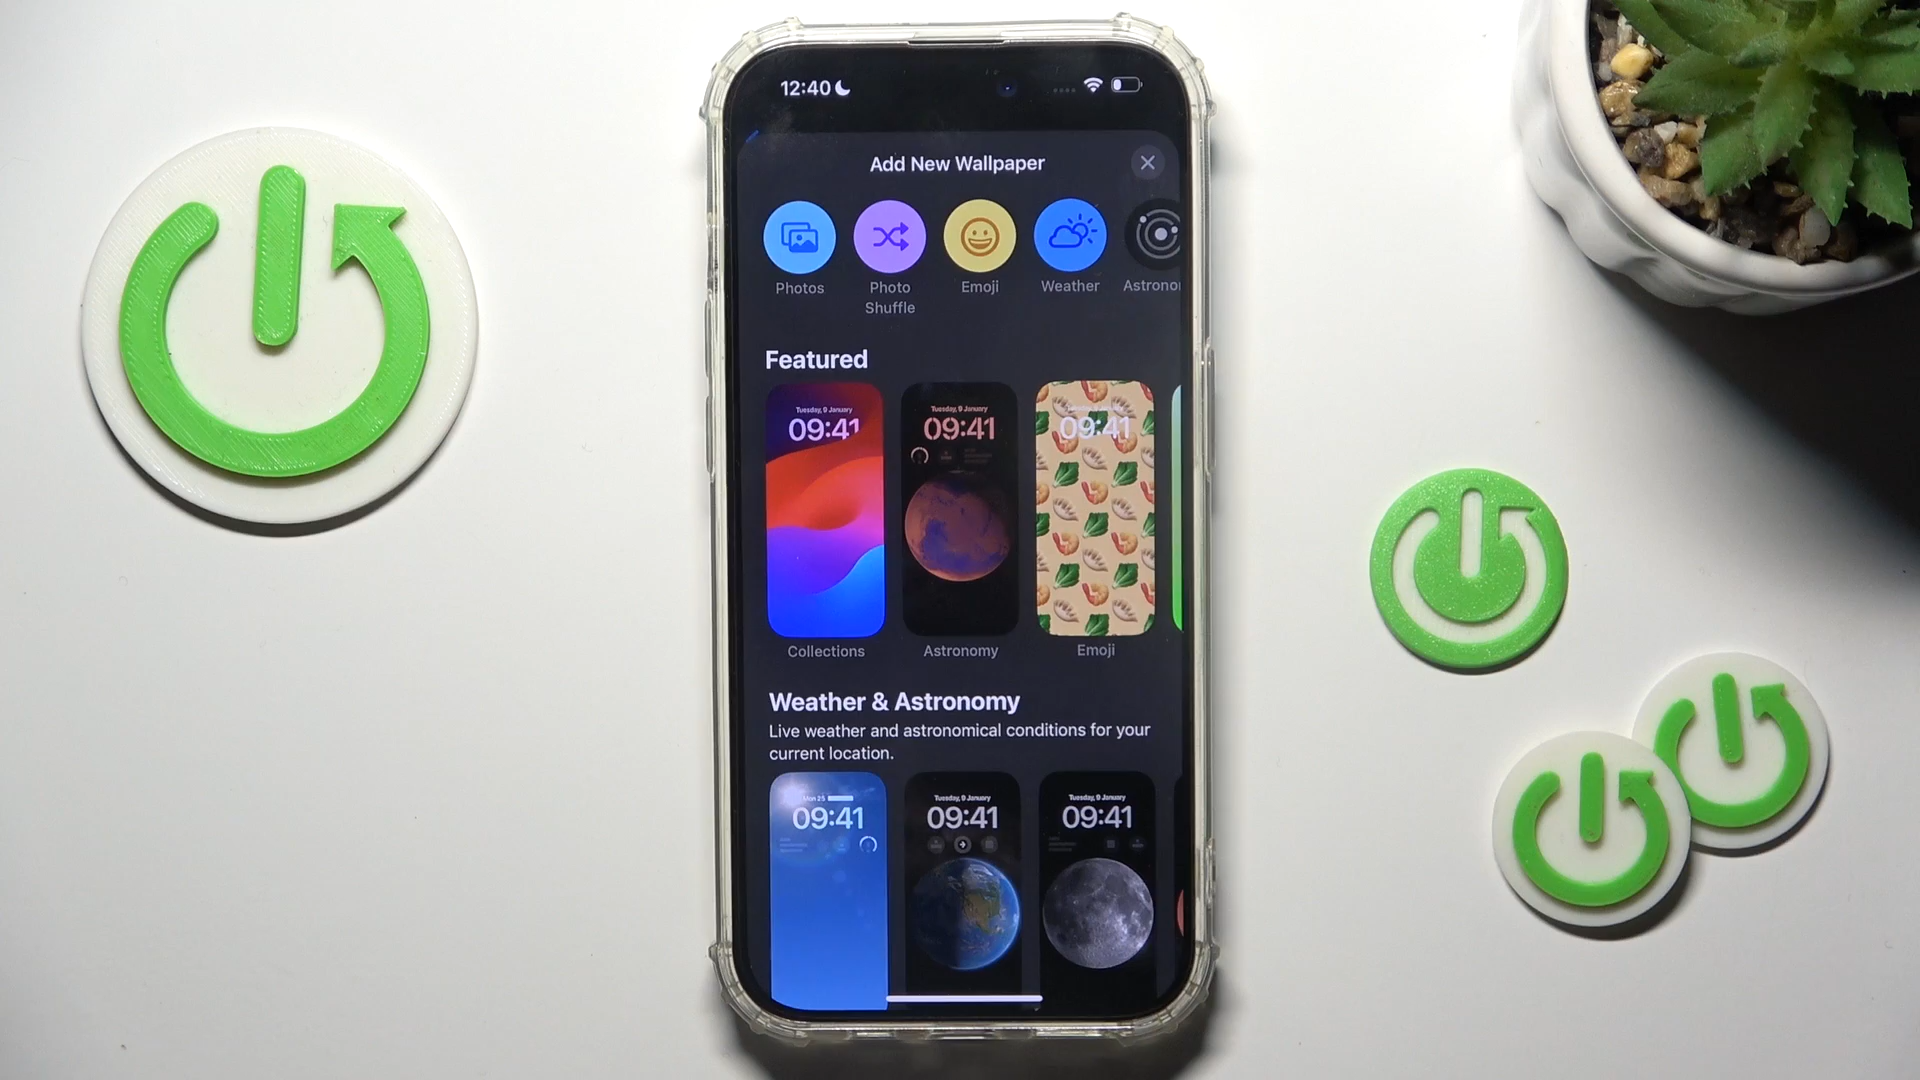 12:40
Add New Wallpaper
Photos
Photo
Shuffle
Emoji
Weather
Astrono
Featured
Tuesday, 9 January
09:41
Tuesday, 9 January
09:41
09:41
Collections
Astronomy
Emoji
Weather & Astronomy
Live weather and astronomical conditions for your
current location.
Mon 25
09:41
Tuesday, 9 January
09:41
Tuesday, 9 January
09:41